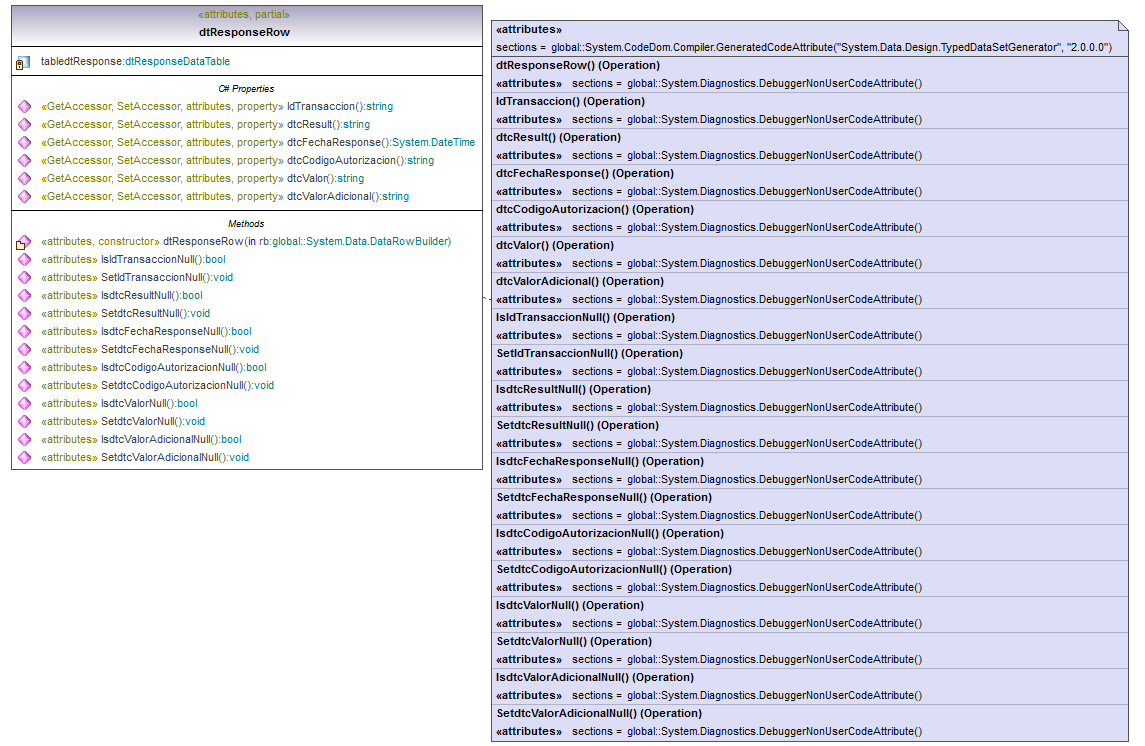 «attributes, partial»
dtResponseRow
tabledtResponse:dtResponseDataTable
C# Properties
«GetAccessor, SetAccessor, attributes, property» IdTransaccion():string
«GetAccessor, SetAccessor, attributes, property» dtcResult():string
«GetAccessor, SetAccessor, attributes, property» dtcFechaResponse():System.DateTime
«GetAccessor, SetAccessor, attributes, property» dtcCodigoAutorizacion():string
«GetAccessor, SetAccessor, attributes, property» dtcValor():string
«GetAccessor, SetAccessor, attributes, property» dtcValorAdicional():string
Methods
«attributes, constructor» dtResponseRow(in rb:global::System.Data.DataRowBuilder)
«attributes» IsIdTransaccionNull():bool
«attributes» SetIdTransaccionNull():void
«attributes» IsdtcResultNull():bool
«attributes» SetdtcResultNull():void
«attributes» IsdtcFechaResponseNull():bool
«attributes» SetdtcFechaResponseNull():void
«attributes» IsdtcCodigoAutorizacionNull():bool
«attributes» SetdtcCodigoAutorizacionNull():void
«attributes» IsdtcValorNull():bool
«attributes» SetdtcValorNull():void
«attributes» IsdtcValorAdicionalNull():bool
«attributes» SetdtcValorAdicionalNull():void
«attributes»
sections = global::System.CodeDom.Compiler.GeneratedCodeAttribute("System.Data.Design.TypedDataSetGenerator", "2.0.0.0")
dtResponseRow() (Operation)
«attributes» sections = global::System.Diagnostics.DebuggerNonUserCodeAttribute()
IdTransaccion() (Operation)
«attributes» sections = global::System.Diagnostics.DebuggerNonUserCodeAttribute()
dtcResult() (Operation)
«attributes» sections = global::System.Diagnostics.DebuggerNonUserCodeAttribute()
dtcFechaResponse() (Operation)
«attributes» sections = global::System.Diagnostics.DebuggerNonUserCodeAttribute()
dtcCodigoAutorizacion() (Operation)
«attributes» sections = global::System.Diagnostics.DebuggerNonUserCodeAttribute()
dtcValor() (Operation)
«attributes» sections = global::System.Diagnostics.DebuggerNonUserCodeAttribute()
dtcValorAdicional() (Operation)
«attributes» sections = global::System.Diagnostics.DebuggerNonUserCodeAttribute()
IsIdTransaccionNull() (Operation)
«attributes» sections = global::System.Diagnostics.DebuggerNonUserCodeAttribute()
SetIdTransaccionNull() (Operation)
«attributes» sections = global::System.Diagnostics.DebuggerNonUserCodeAttribute()
IsdtcResultNull() (Operation)
«attributes» sections = global::System.Diagnostics.DebuggerNonUserCodeAttribute()
SetdtcResultNull() (Operation)
«attributes» sections = global::System.Diagnostics.DebuggerNonUserCodeAttribute()
IsdtcFechaResponseNull() (Operation)
«attributes» sections = global::System.Diagnostics.DebuggerNonUserCodeAttribute()
SetdtcFechaResponseNull() (Operation)
«attributes» sections = global::System.Diagnostics.DebuggerNonUserCodeAttribute()
IsdtcCodigoAutorizacionNull() (Operation)
«attributes» sections = global::System.Diagnostics.DebuggerNonUserCodeAttribute()
SetdtcCodigoAutorizacionNull() (Operation)
«attributes» sections = global::System.Diagnostics.DebuggerNonUserCodeAttribute()
IsdtcValorNull() (Operation)
«attributes» sections = global::System.Diagnostics.DebuggerNonUserCodeAttribute()
SetdtcValorNull() (Operation)
«attributes» sections = global::System.Diagnostics.DebuggerNonUserCodeAttribute()
IsdtcValorAdicionalNull() (Operation)
«attributes» sections = global::System.Diagnostics.DebuggerNonUserCodeAttribute()
SetdtcValorAdicionalNull() (Operation)
«attributes» sections = global::System.Diagnostics.DebuggerNonUserCodeAttribute()